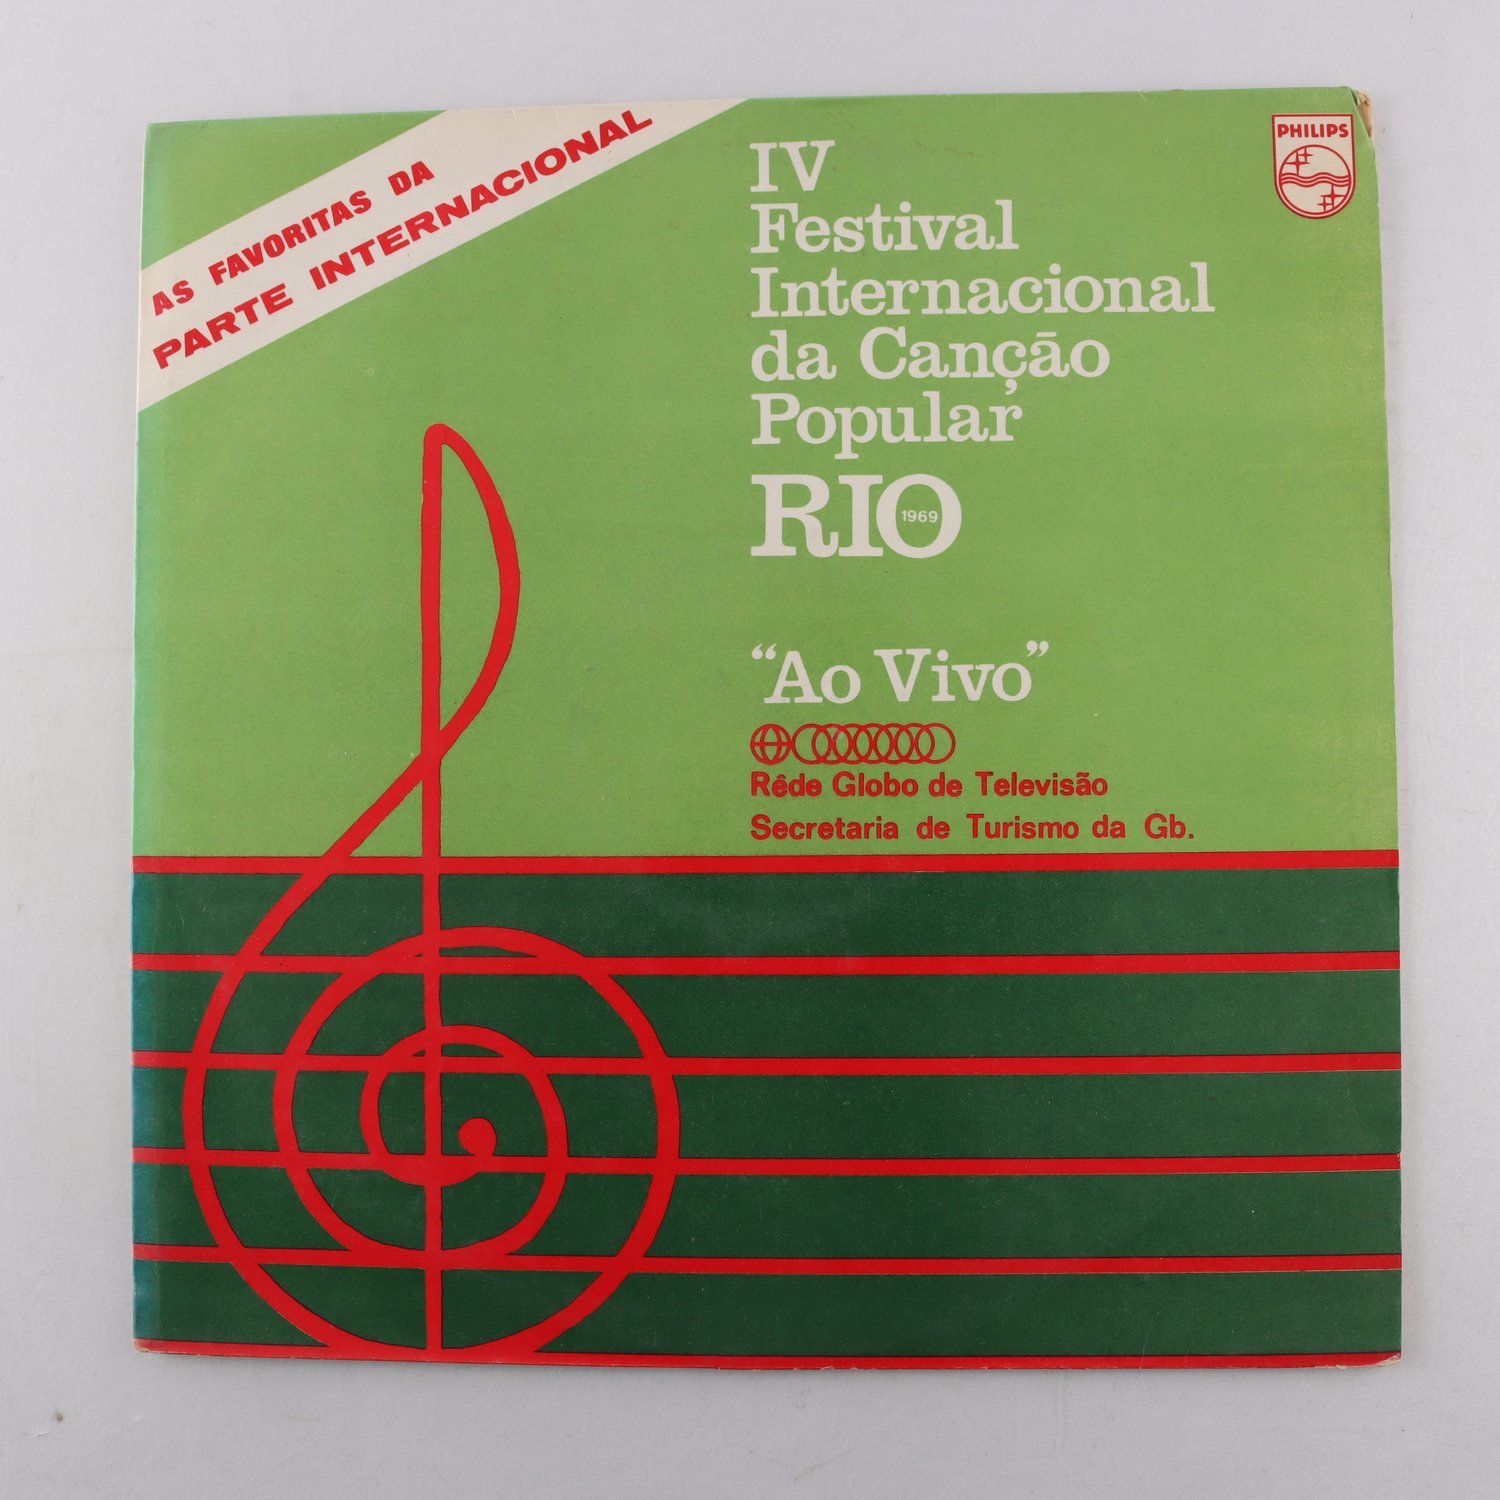 AS FAVORITAS DA
PARTE INTERNACIONAL
PHILIPS
IV
Festival
Internacional
da Canção
Popular
RIO
1969
“Ao Vivo”
Rêde Globo de Televisão
Secretaria de Turismo da Gb.